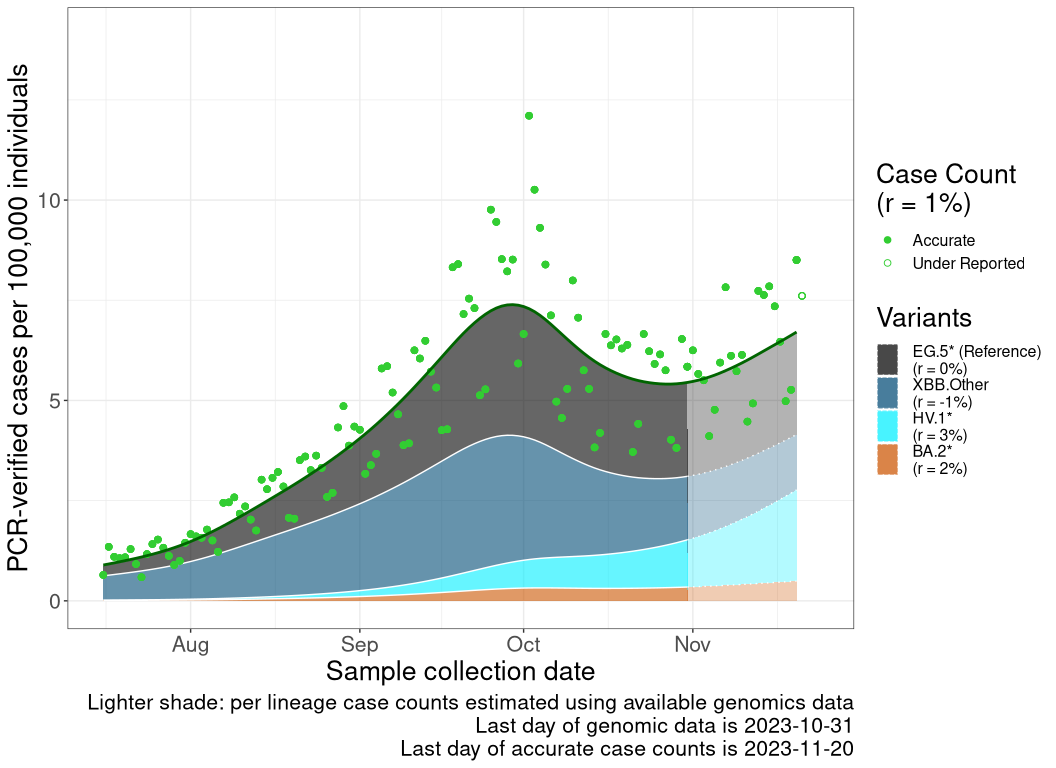 PCR-verified cases per 100,000 individuals
10
5
0
Aug Sep Oct Nov
Sample collection date
Lighter shade: per lineage case counts estimated using available genomics data
Last day of genomic data is 2023-10-31
Last day of accurate case counts is 2023-11-20
Case Count
(r = 1%)
Accurate
Under Reported
Variants
EG.5* (Reference)
(r = 0%)
XBB.Other
(r = -1%)
HV.1*
(r = 3%)
BA.2*
(r = 2%)